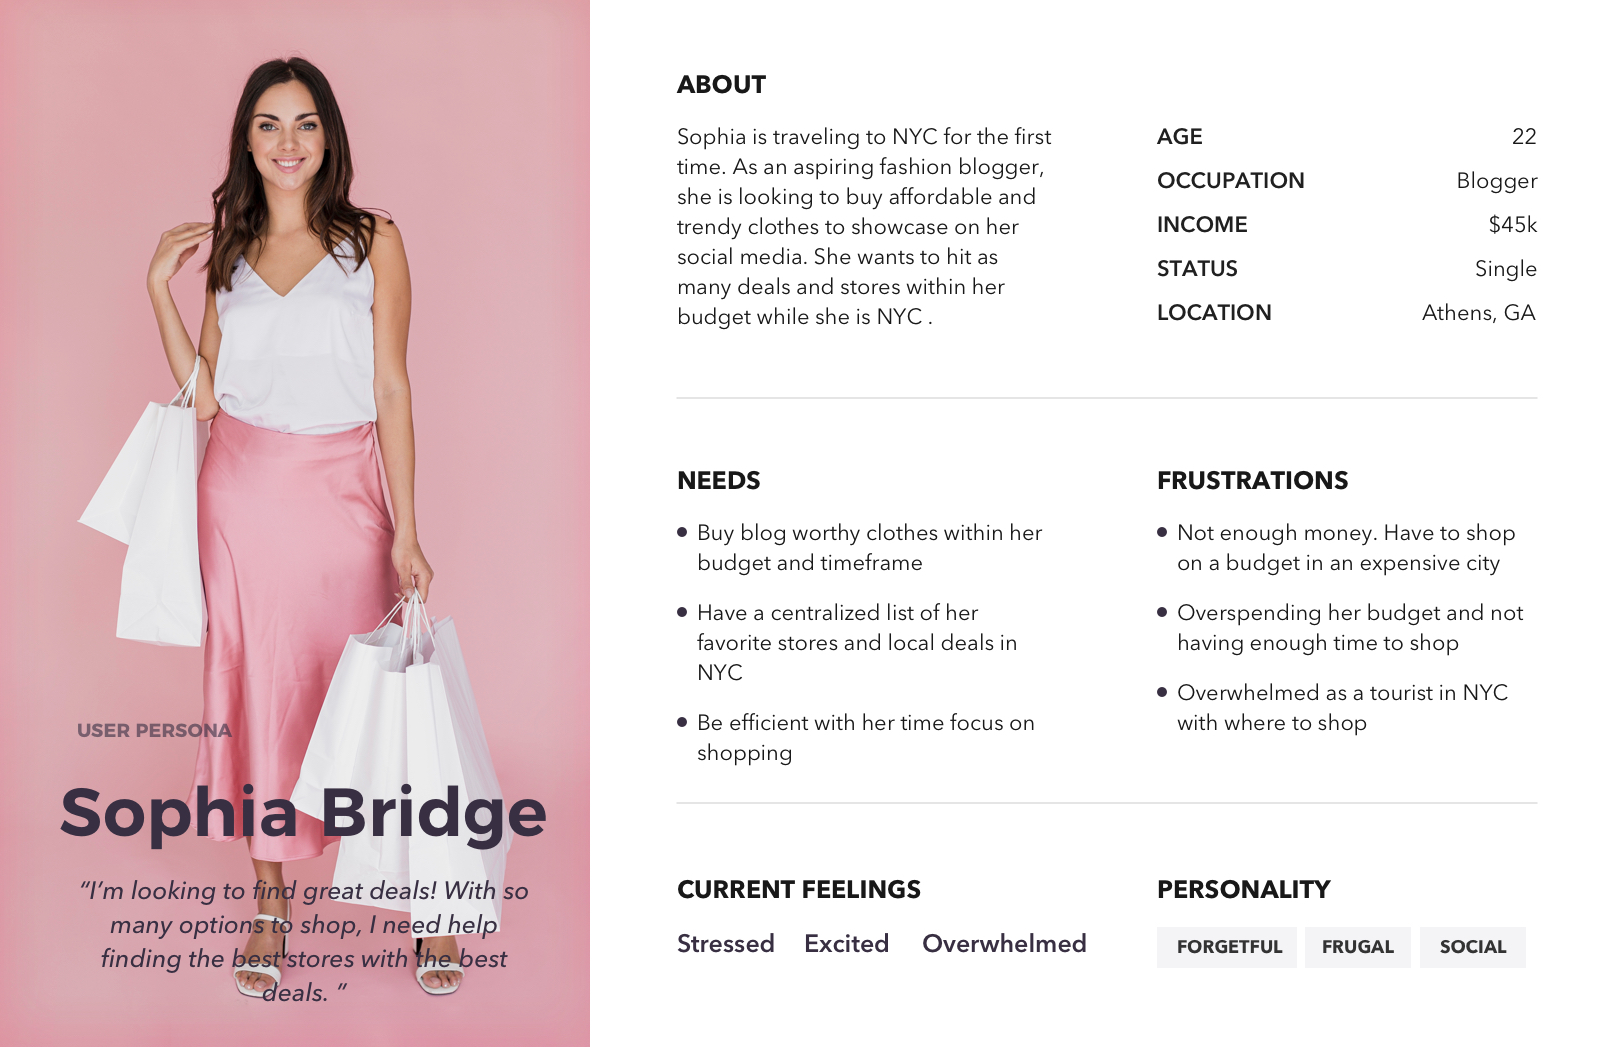 USER PERSONA
Sophia Bridge
“I’m looking to find great deals! With so
many options to shop, I need help
finding the best stores with the best
deals. ”
ABOUT
Sophia is traveling to NYC for the first
time. As an aspiring fashion blogger,
she is looking to buy affordable and
trendy clothes to showcase on her
social media. She wants to hit as
many deals and stores within her
budget while she is NYC .
AGE 22
OCCUPATION Blogger
INCOME $45k
STATUS Single
LOCATION Athens, GA
NEEDS
• Buy blog worthy clothes within her
budget and timeframe
• Have a centralized list of her
favorite stores and local deals in
NYC
• Be efficient with her time focus on
shopping
FRUSTRATIONS
• Not enough money. Have to shop
on a budget in an expensive city
• Overspending her budget and not
having enough time to shop
• Overwhelmed as a tourist in NYC
with where to shop
CURRENT FEELINGS
Stressed Excited Overwhelmed
PERSONALITY
FORGETFUL FRUGAL SOCIAL